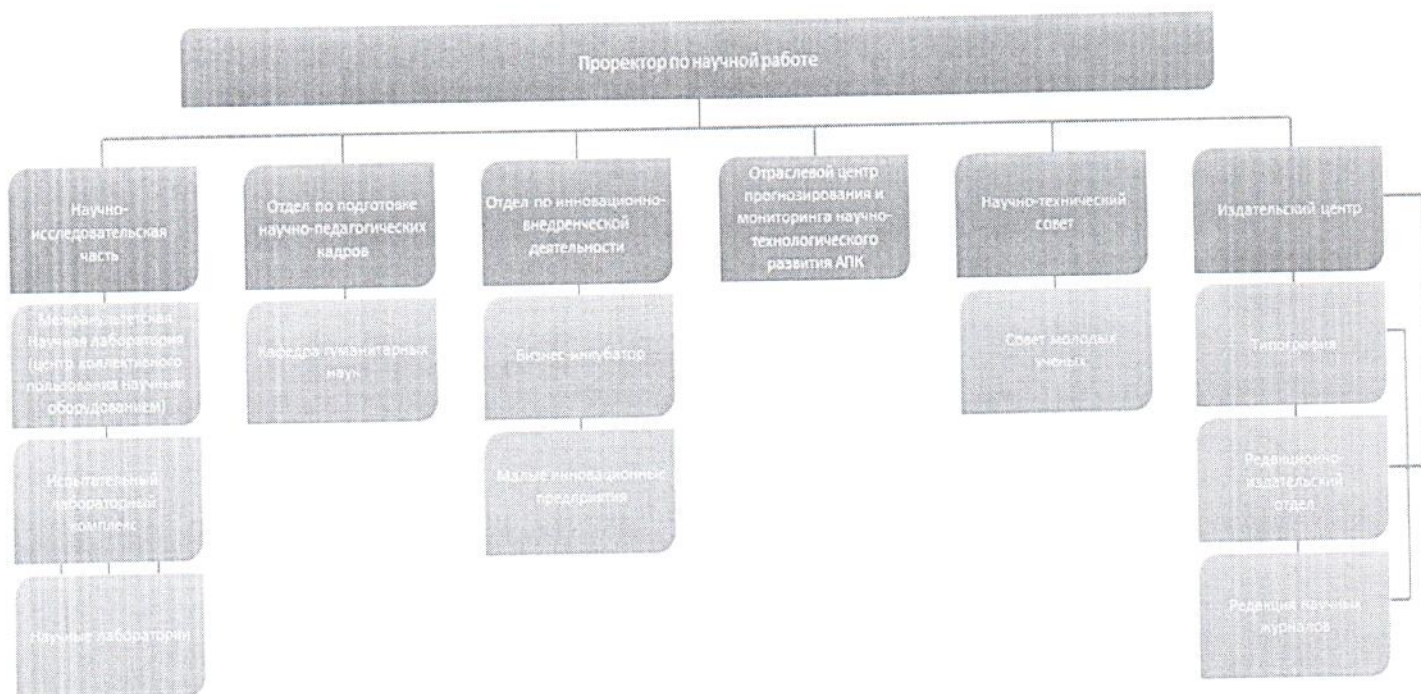 Проректор по научной работе
Научно-
исследовательская
часть
Отдел по подготовке
научно-педагогических
кадров
Отдел по инновационно-
внедренческой
деятельности
Отраслевой центр
прогнозирования и
мониторинга научно-
технологического
развития АПК
Научно-технический
совет
Издательский центр
Межфакультетская
Научная лаборатория
(центр коллективного
пользования научным
оборудованием)
Кафедра гуманитарных
наук
Бизнес-инкубатор
Совет молодых
ученых
Типография
Испытательный
лабораторный
комплекс
Малые инновационные
предприятия
Редакционно-
издательский
отдел
Научные лаборатории
Редакция научных
журналов